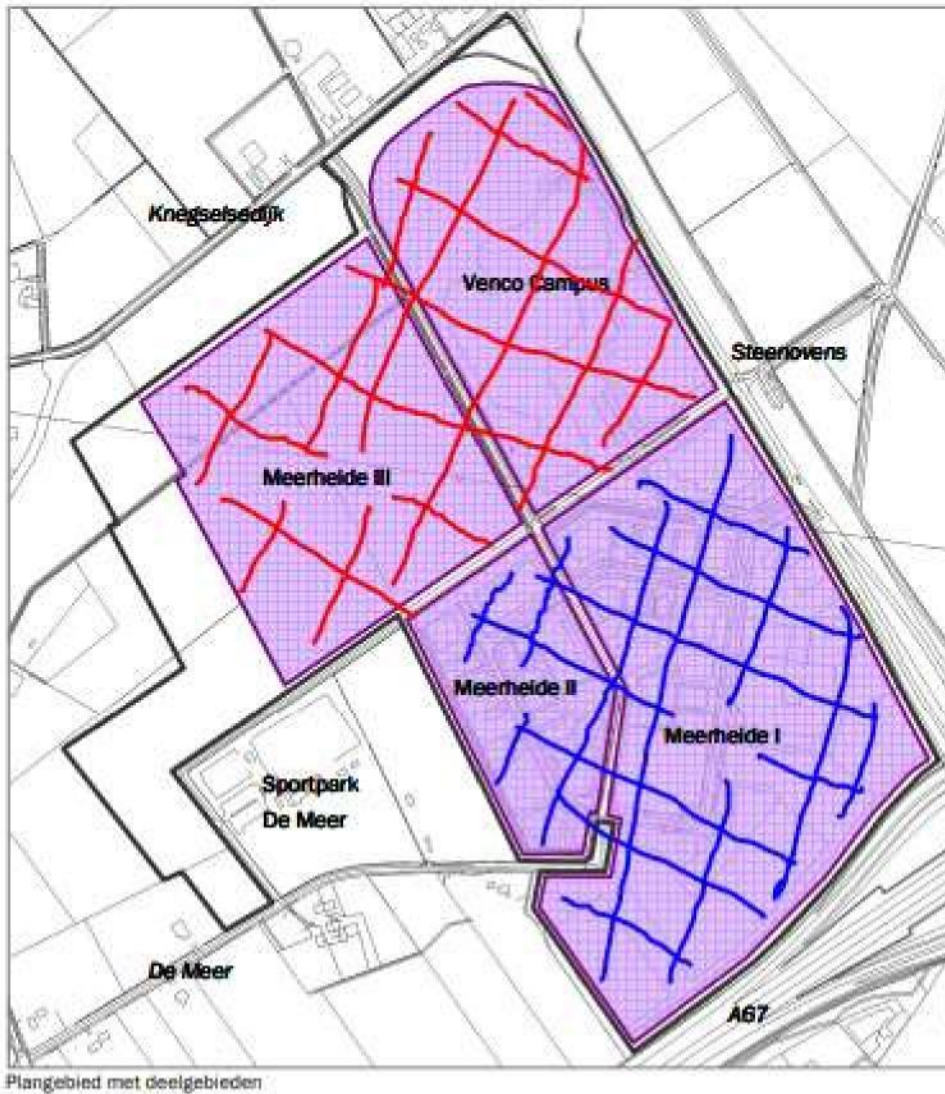 Knegselsedijk
Venco Campus
Steenovens
Meerheide III
Meerheide II
Meerheide I
Sportpark
De Meer
De Meer
A67
Plangebied met deelgebieden